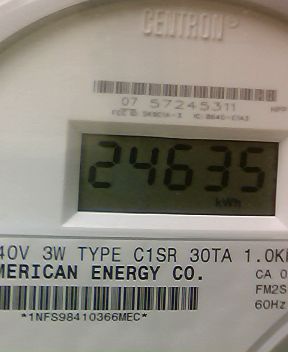 CENTRON®
07 57245311
24635
kWh
40V 3W TYPE C1SR 30TA 1.0K
MERICAN ENERGY CO.
CA 0
FM2S
60Hz
*1NFS98410366MEC*